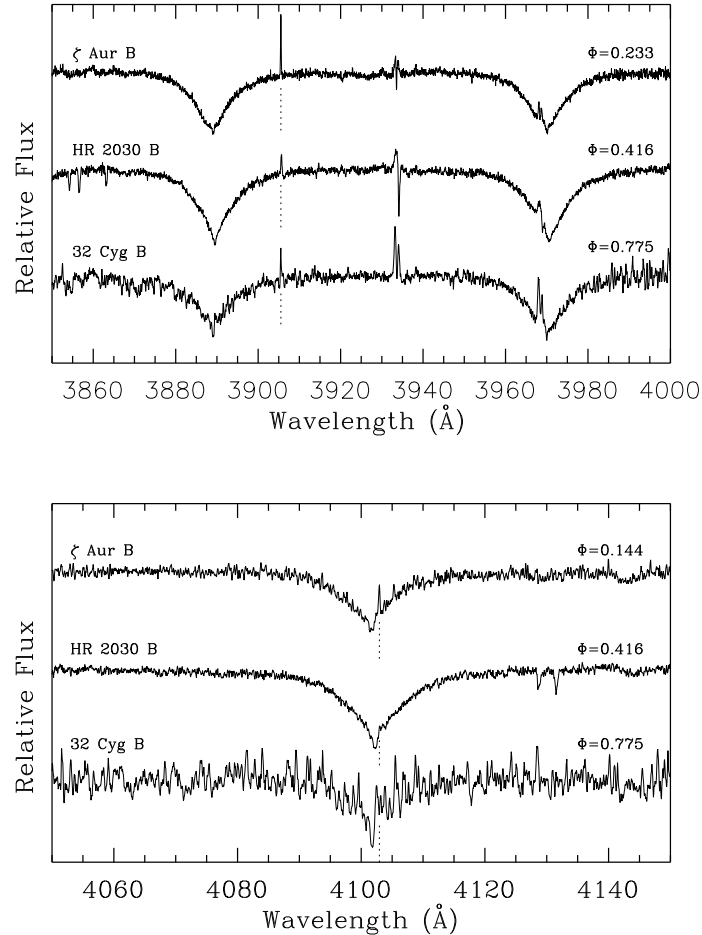 ζ Aur B Φ=0.233
HR 2030 B Φ=0.416
32 Cyg B Φ=0.775
Relative Flux
3860 3880 3900 3920 3940 3960 3980 4000
Wavelength (Å)
ζ Aur B Φ=0.144
HR 2030 B Φ=0.416
32 Cyg B Φ=0.775
Relative Flux
4060 4080 4100 4120 4140
Wavelength (Å)